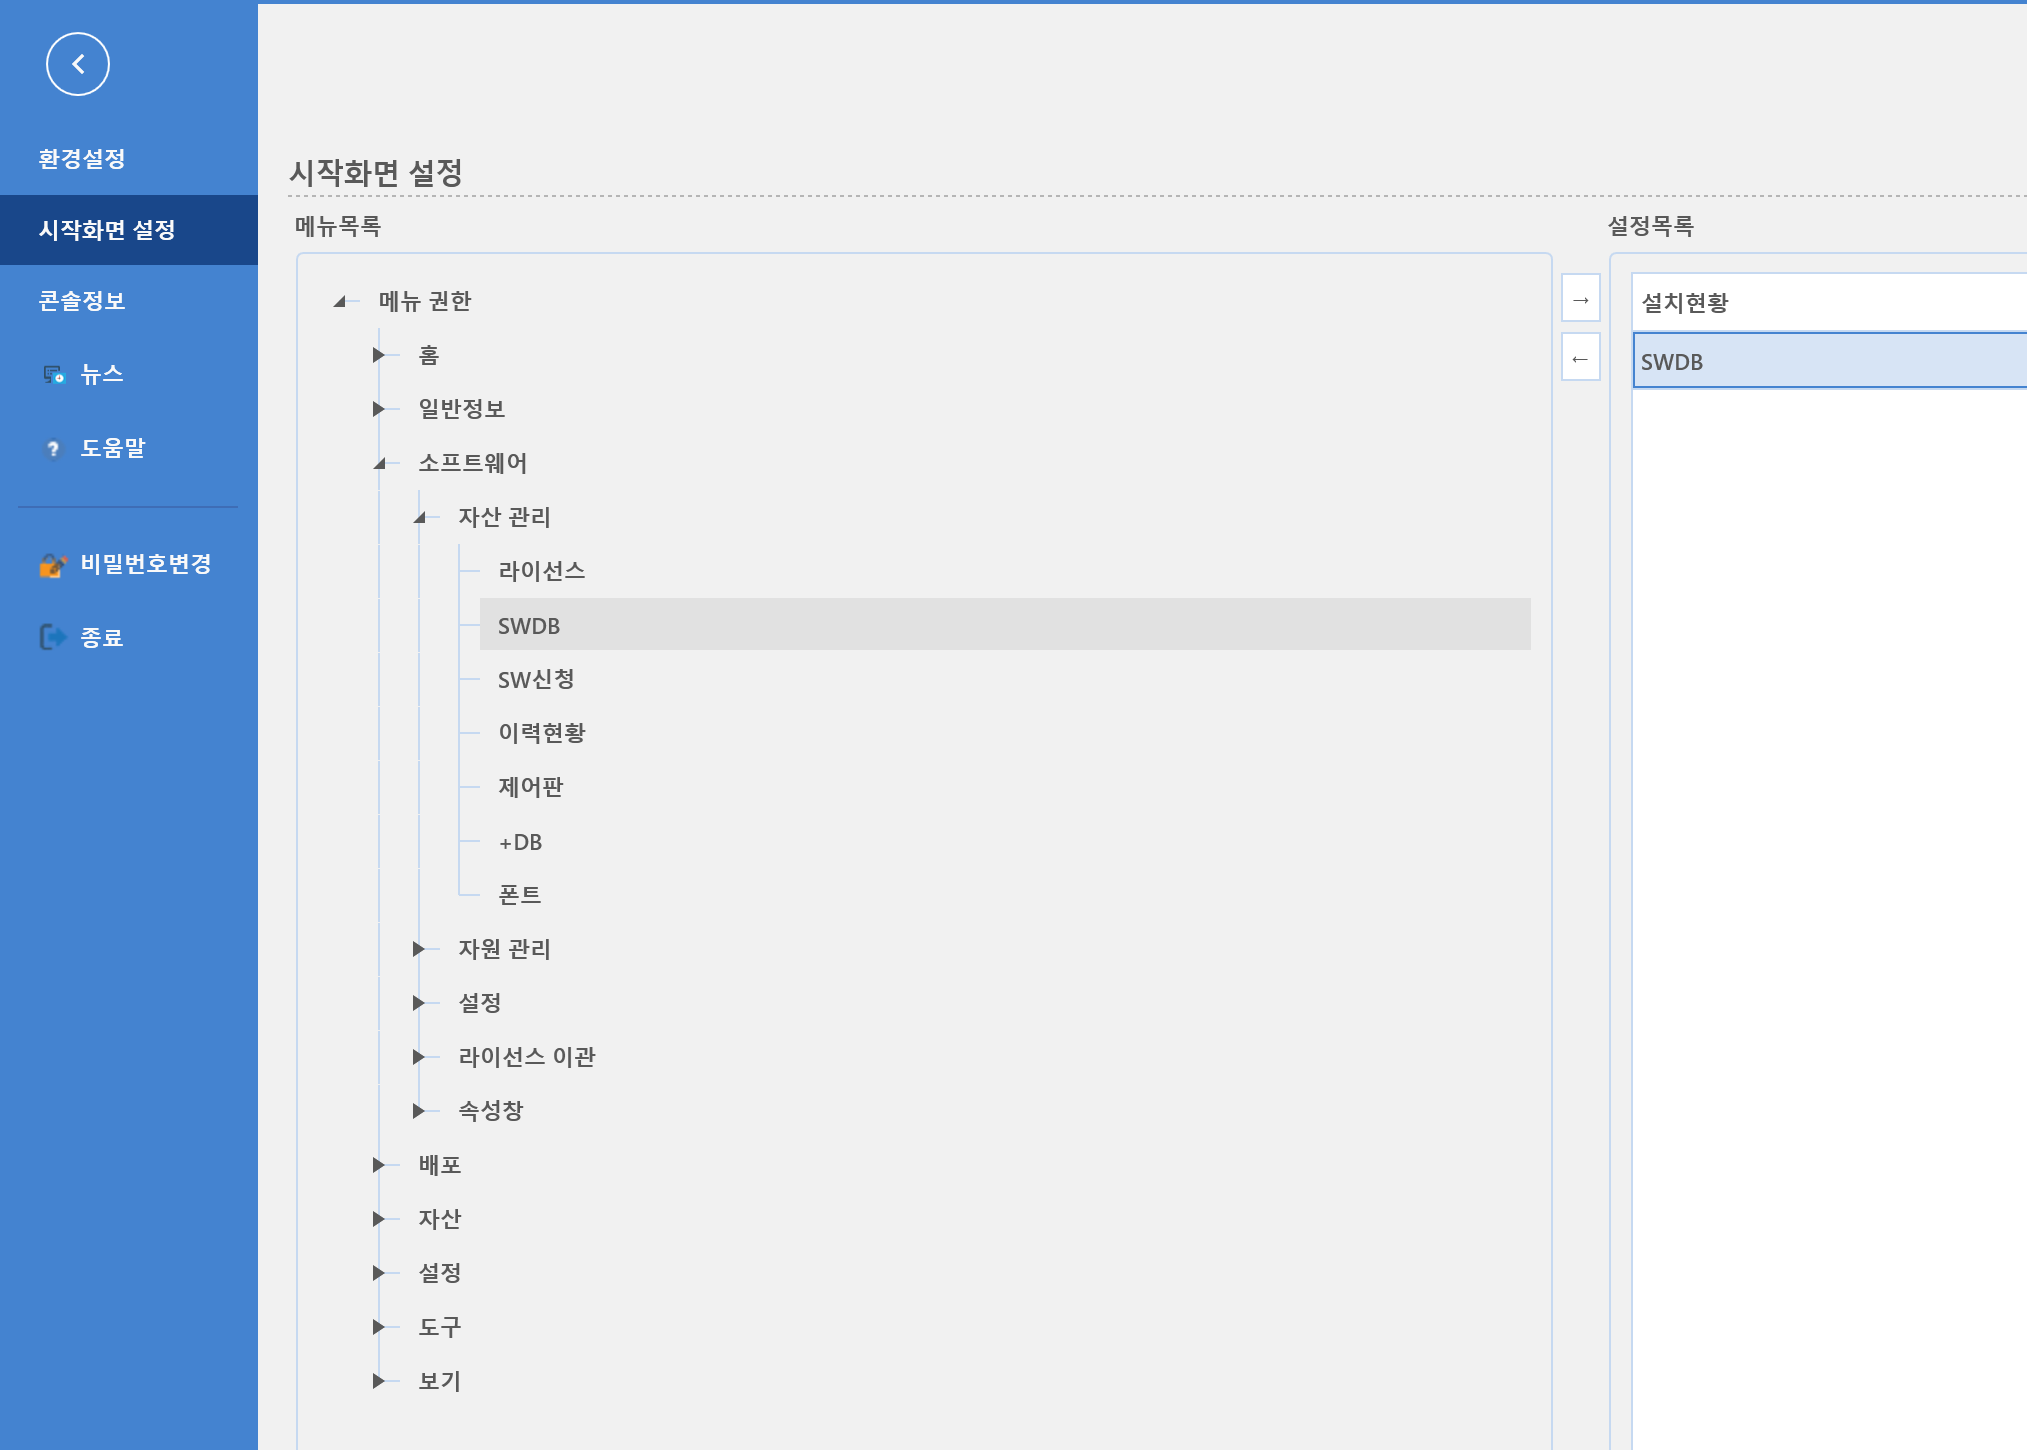 환경설정
시작화면 설정
콘솔정보
뉴스
도움말
비밀번호변경
종료
시작화면 설정
메뉴목록
메뉴 권한
홈
일반정보
소프트웨어
자산 관리
라이선스
SWDB
SW신청
이력현황
제어판
+DB
폰트
자원 관리
설정
라이선스 이관
속성창
배포
자산
설정
도구
보기
→
←
설정목록
설치현황
SWDB